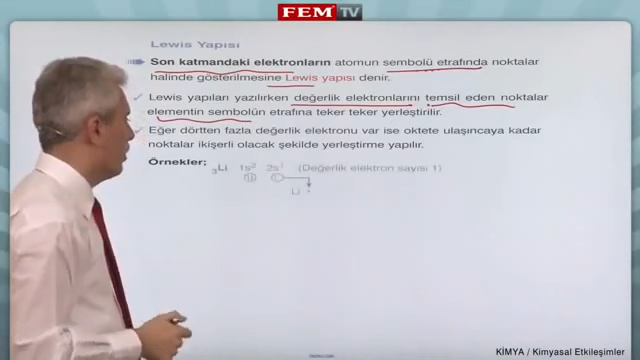 FEM TV
Lewis Yapısı
Son katmandaki elektronların atomun sembolü etrafında noktalar
halinde gösterilmesine Lewis yapısı denir.
Lewis yapıları yazılırken değerlik elektronlarını temsil eden noktalar
elementin sembolün etrafına teker teker yerleştirilir.
Eğer dörtten fazla değerlik elektronu var ise oktete ulaşıncaya kadar
noktalar ikişerli olacak şekilde yerleştirme yapılır.
Örnekler;
₃Li 1s² 2s¹ (Değerlik elektron sayısı 1)
Li •
KİMYA / Kimyasal Etkileşimler